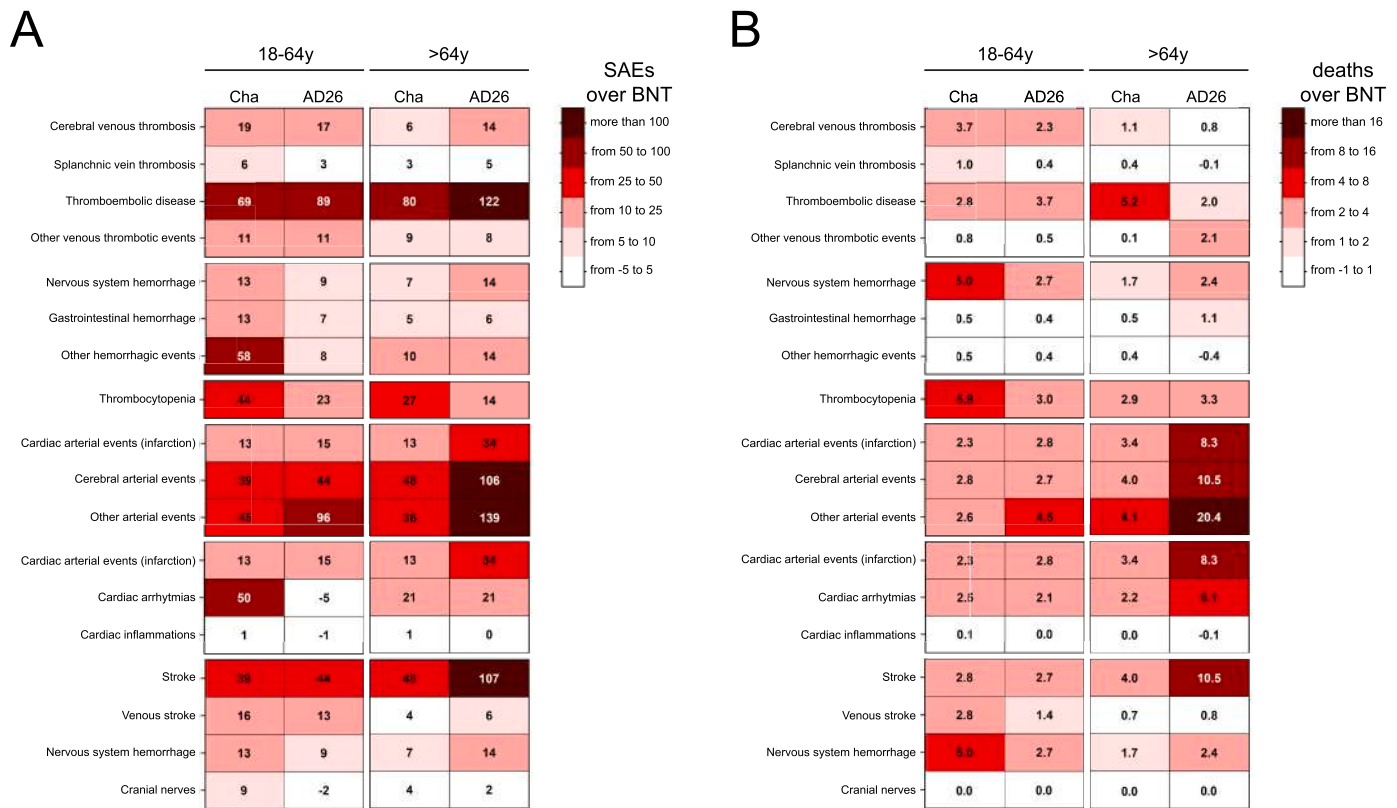 A
18-64y >64y
Cha AD26 Cha AD26
SAEs
over BNT
more than 100
from 50 to 100
from 25 to 50
from 10 to 25
from 5 to 10
from -5 to 5
Cerebral venous thrombosis 19 17 6 14
Splanchnic vein thrombosis 6 3 3 5
Thromboembolic disease 69 89 80 122
Other venous thrombotic events 11 11 9 8
Nervous system hemorrhage 13 9 7 14
Gastrointestinal hemorrhage 13 7 5 6
Other hemorrhagic events 58 8 10 14
Thrombocytopenia 44 23 27 14
Cardiac arterial events (infarction) 13 15 13 34
Cerebral arterial events 39 44 48 106
Other arterial events 45 96 36 139
Cardiac arterial events (infarction) 13 15 13 34
Cardiac arrhytmias 50 -5 21 21
Cardiac inflammations 1 -1 1 0
Stroke 39 44 48 107
Venous stroke 16 13 4 6
Nervous system hemorrhage 13 9 7 14
Cranial nerves 9 -2 4 2
B
18-64y >64y
Cha AD26 Cha AD26
deaths
over BNT
more than 16
from 8 to 16
from 4 to 8
from 2 to 4
from 1 to 2
from -1 to 1
Cerebral venous thrombosis 3.7 2.3 1.1 0.8
Splanchnic vein thrombosis 1.0 0.4 0.4 -0.1
Thromboembolic disease 2.8 3.7 5.2 2.0
Other venous thrombotic events 0.8 0.5 0.1 2.1
Nervous system hemorrhage 5.0 2.7 1.7 2.4
Gastrointestinal hemorrhage 0.5 0.4 0.5 1.1
Other hemorrhagic events 0.5 0.4 0.4 -0.4
Thrombocytopenia 3.0 2.9 3.3
Cardiac arterial events (infarction) 2.3 2.8 3.4 8.3
Cerebral arterial events 2.8 2.7 4.0 10.5
Other arterial events 2.6 4.5 4.1 20.4
Cardiac arterial events (infarction) 2.3 2.8 3.4 8.3
Cardiac arrhytmias 2.5 2.1 2.2 6.1
Cardiac inflammations 0.1 0.0 0.0 -0.1
Stroke 2.8 2.7 4.0 10.5
Venous stroke 2.8 1.4 0.7 0.8
Nervous system hemorrhage 5.0 2.7 1.7 2.4
Cranial nerves 0.0 0.0 0.0 0.0